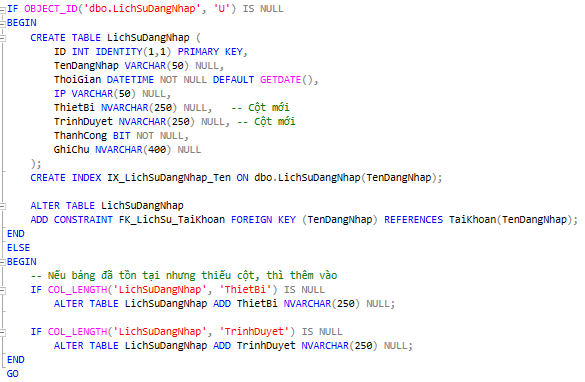 IF OBJECT_ID('dbo.LichSuDangNhap', 'U') IS NULL
BEGIN
    CREATE TABLE LichSuDangNhap (
        ID INT IDENTITY(1,1) PRIMARY KEY,
        TenDangNhap VARCHAR(50) NULL,
        ThoiGian DATETIME NOT NULL DEFAULT GETDATE(),
        IP VARCHAR(50) NULL,
        ThietBi NVARCHAR(250) NULL,   -- Cột mới
        TrinhDuyet NVARCHAR(250) NULL, -- Cột mới
        ThanhCong BIT NOT NULL,
        GhiChu NVARCHAR(400) NULL
    );
    CREATE INDEX IX_LichSuDangNhap_Ten ON dbo.LichSuDangNhap(TenDangNhap);

    ALTER TABLE LichSuDangNhap
    ADD CONSTRAINT FK_LichSu_TaiKhoan FOREIGN KEY (TenDangNhap) REFERENCES TaiKhoan(TenDangNhap);
END
ELSE
BEGIN
    -- Nếu bảng đã tồn tại nhưng thiếu cột, thì thêm vào
    IF COL_LENGTH('LichSuDangNhap', 'ThietBi') IS NULL
        ALTER TABLE LichSuDangNhap ADD ThietBi NVARCHAR(250) NULL;

    IF COL_LENGTH('LichSuDangNhap', 'TrinhDuyet') IS NULL
        ALTER TABLE LichSuDangNhap ADD TrinhDuyet NVARCHAR(250) NULL;
END
GO